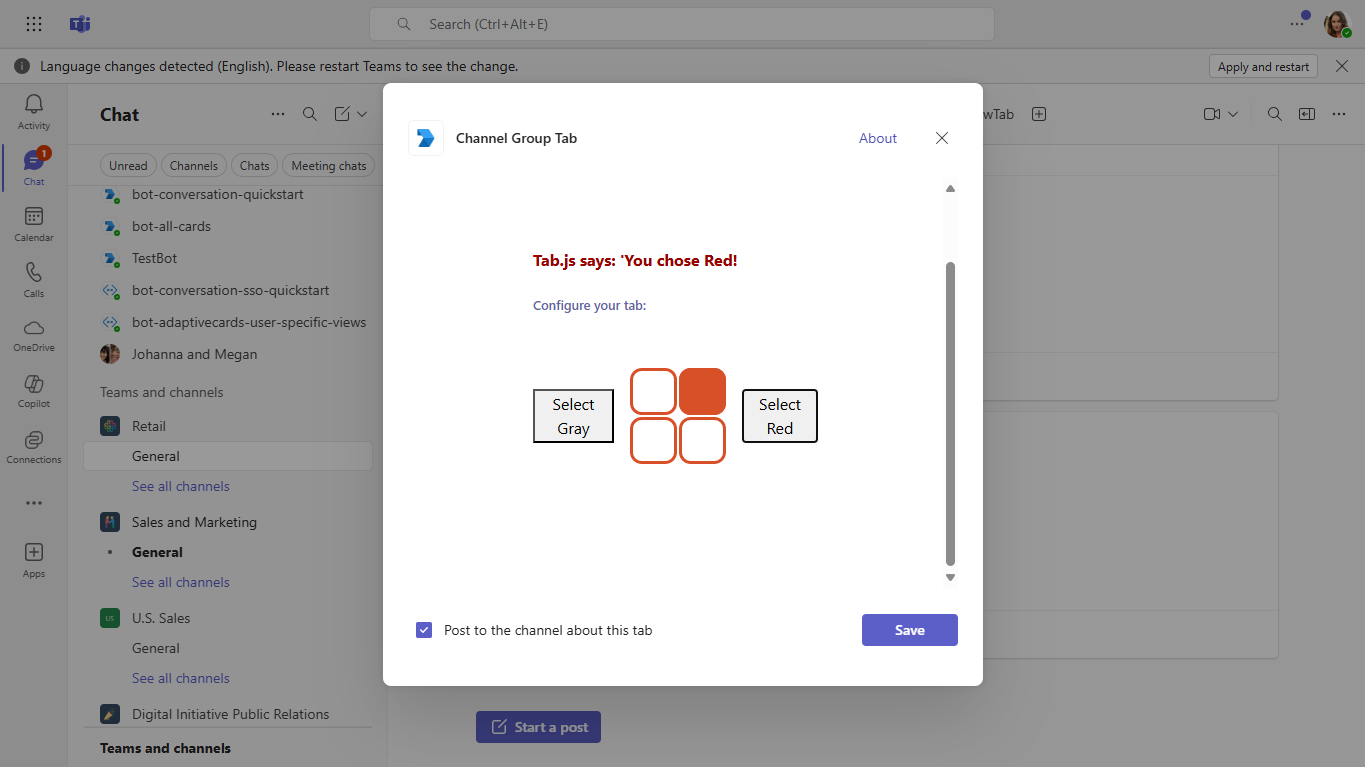 Search (Ctrl+Alt+E)
Language changes detected (English). Please restart Teams to see the change.
Apply and restart
Activity
1
Chat
Calendar
Calls
OneDrive
Copilot
Connections
Apps
Chat
Unread
Channels
Chats
Meeting chats
bot-conversation-quickstart
bot-all-cards
TestBot
bot-conversation-sso-quickstart
bot-adaptivecards-user-specific-views
Johanna and Megan
Teams and channels
Retail
General
See all channels
Sales and Marketing
General
See all channels
US
U.S. Sales
General
See all channels
Digital Initiative Public Relations
Teams and channels
wTab
Channel Group Tab
About
Tab.js says: 'You chose Red!
Configure your tab:
Select
Gray
Select
Red
Post to the channel about this tab
Save
Start a post